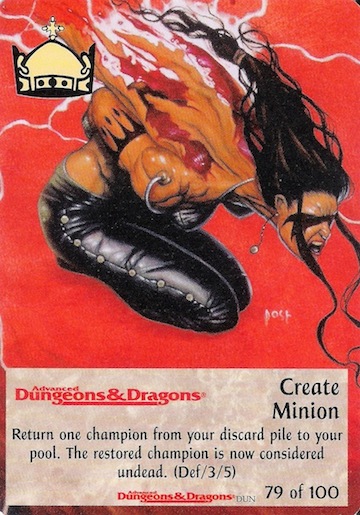 DOSE
Advanced
Dungeons&Dragons®
Create
Minion
Return one champion from your discard pile to your
pool. The restored champion is now considered
undead. (Def/3/5)
Advanced
Dungeons&Dragons® DUN 79 of 100